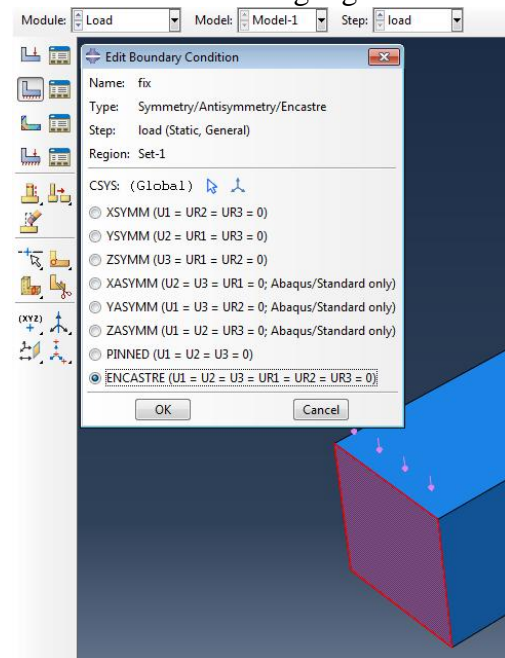 Module: Load Model: Model-1 Step: load
Edit Boundary Condition
Name: fix
Type: Symmetry/Antisymmetry/Encastre
Step: load (Static, General)
Region: Set-1
CSYS: (Global)
XSYMM (U1 = UR2 = UR3 = 0)
YSYMM (U2 = UR1 = UR3 = 0)
ZSYMM (U3 = UR1 = UR2 = 0)
XASYMM (U2 = U3 = UR1 = 0; Abaqus/Standard only)
YASYMM (U1 = U3 = UR2 = 0; Abaqus/Standard only)
ZASYMM (U1 = U2 = UR3 = 0; Abaqus/Standard only)
PINNED (U1 = U2 = U3 = 0)
ENCASTRE (U1 = U2 = U3 = UR1 = UR2 = UR3 = 0)
OK Cancel
(XYZ)